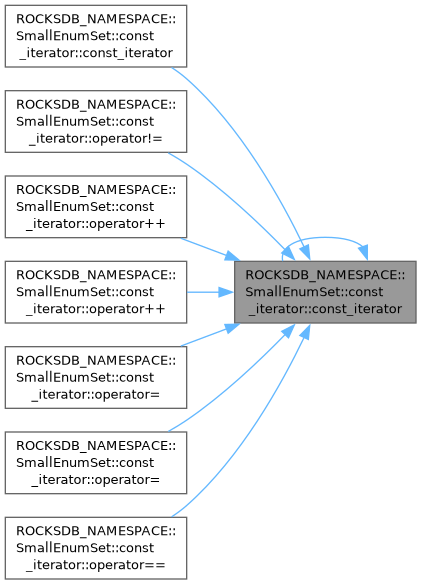 ROCKSDB_NAMESPACE::
SmallEnumSet::const
_iterator::const_iterator
ROCKSDB_NAMESPACE::
SmallEnumSet::const
_iterator::operator!=
ROCKSDB_NAMESPACE::
SmallEnumSet::const
_iterator::operator++
ROCKSDB_NAMESPACE::
SmallEnumSet::const
_iterator::operator++
ROCKSDB_NAMESPACE::
SmallEnumSet::const
_iterator::operator=
ROCKSDB_NAMESPACE::
SmallEnumSet::const
_iterator::operator=
ROCKSDB_NAMESPACE::
SmallEnumSet::const
_iterator::operator==
ROCKSDB_NAMESPACE::
SmallEnumSet::const
_iterator::const_iterator